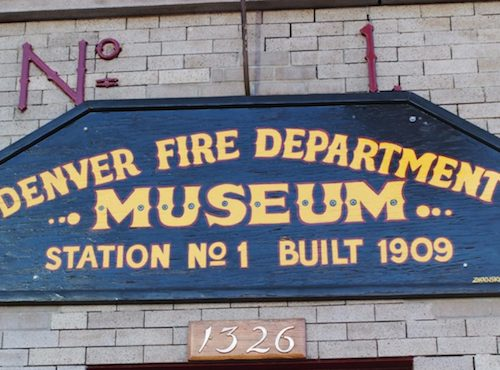 Nº 1.
DENVER FIRE DEPARTMENT
MUSEUM
STATION Nº 1 BUILT 1909
1326